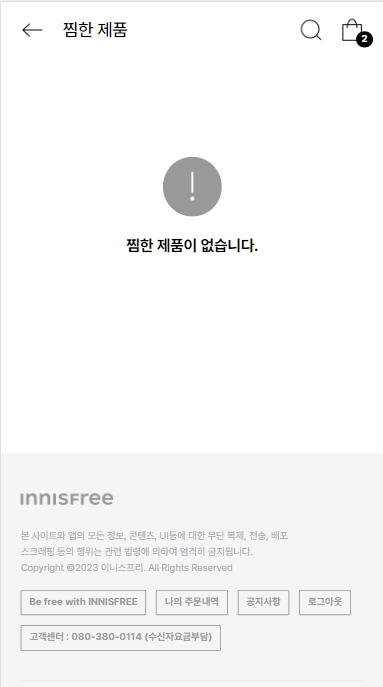 찜한 제품
2
찜한 제품이 없습니다.
innisfree
본 사이트와 앱의 모든 정보, 콘텐츠, UI등에 대한 무단 복제, 전송, 배포
스크래핑 등의 행위는 관련 법령에 의하여 엄격히 금지됩니다.
Copyright ©2023 이니스프리. All Rights Reserved
Be free with INNISFREE 나의 주문내역 공지사항 로그아웃
고객센터 : 080-380-0114 (수신자요금부담)